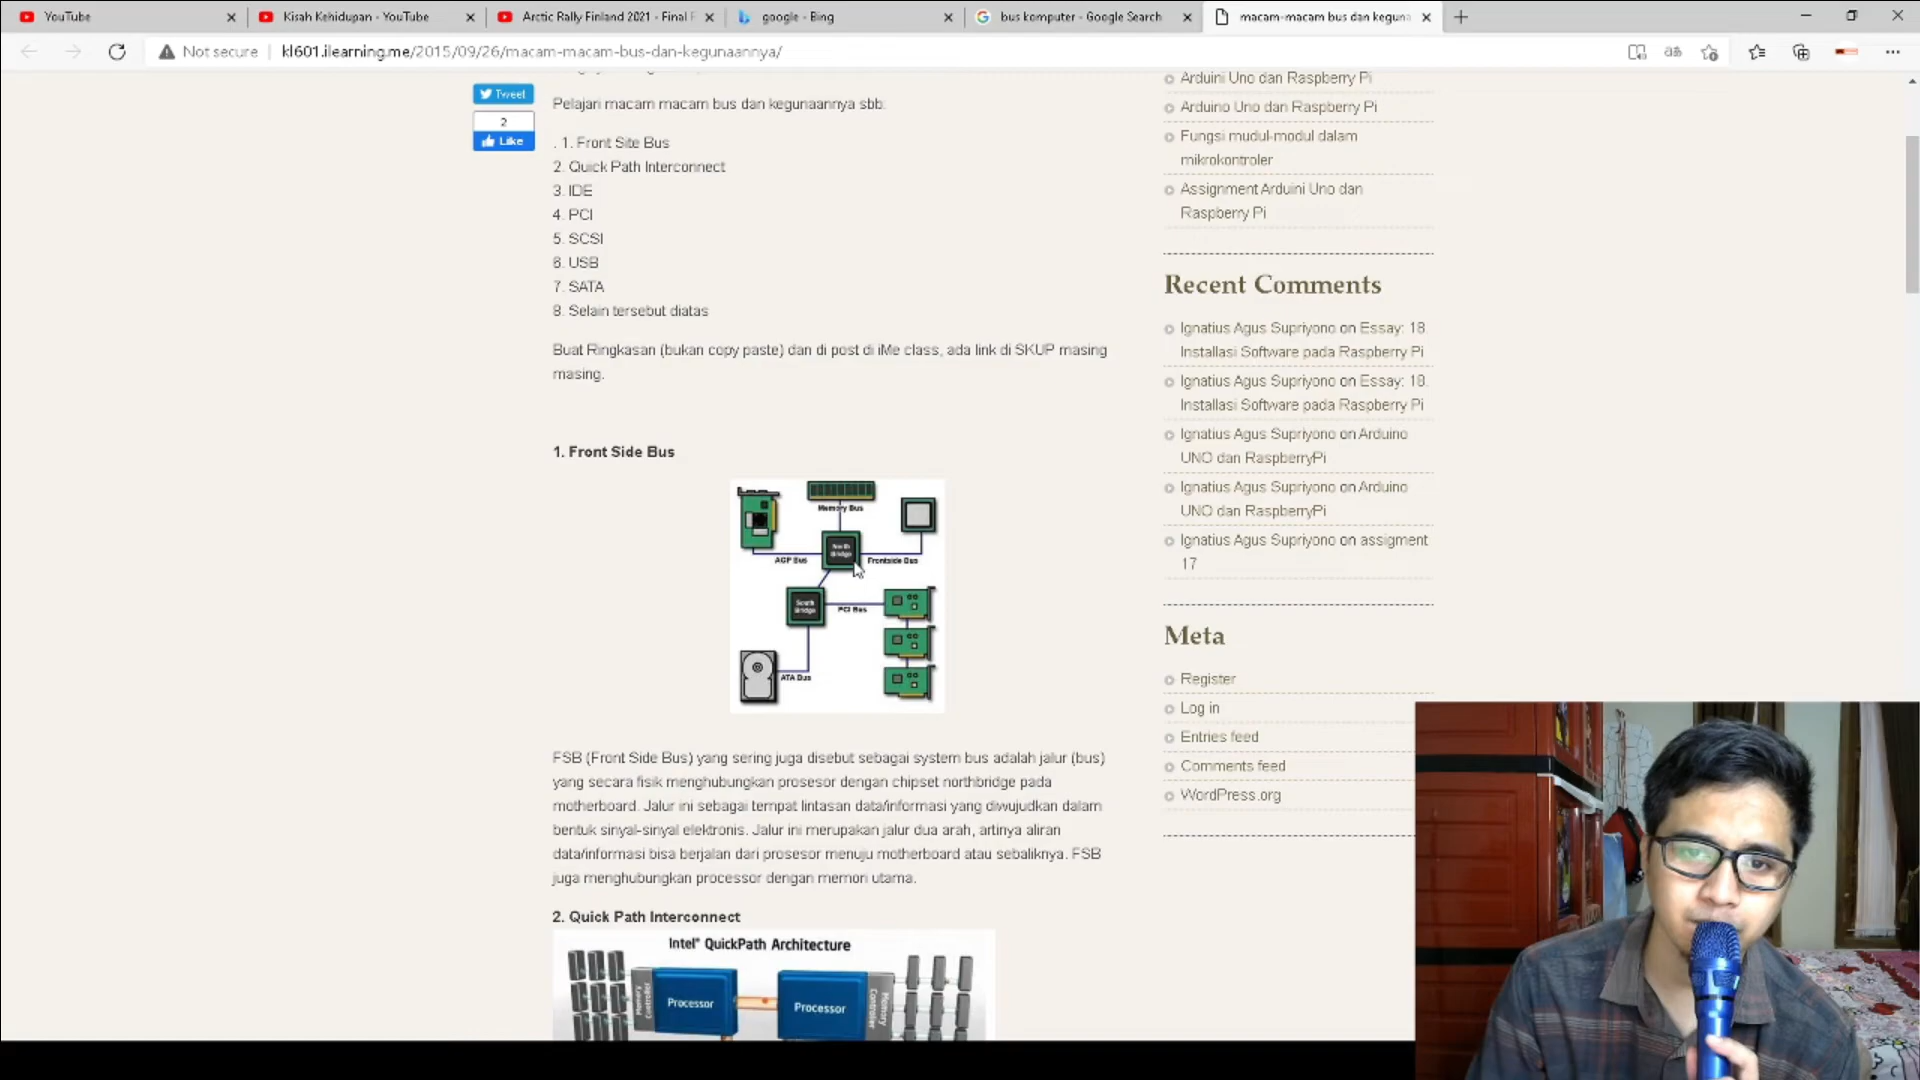 YouTube
Kisah Kehidupan - YouTube
Arctic Rally Finland 2021 - Final F
google - Bing
bus komputer - Google Search
macam-macam bus dan keguna
Not secure
kl601.ilearning.me/2015/09/26/macam-macam-bus-dan-kegunaannya/
Tweet
2
Like
Pelajari macam macam bus dan kegunaannya sbb:
. 1. Front Site Bus
2. Quick Path Interconnect
3. IDE
4. PCI
5. SCSI
6. USB
7. SATA
8. Selain tersebut diatas
Buat Ringkasan (bukan copy paste) dan di post di iMe class, ada link di SKUP masing
masing.
1. Front Side Bus
Memory Bus
North
Bridge
AGP Bus
Frontside Bus
South
Bridge
PCI Bus
ATA Bus
FSB (Front Side Bus) yang sering juga disebut sebagai system bus adalah jalur (bus)
yang secara fisik menghubungkan prosesor dengan chipset northbridge pada
motherboard. Jalur ini sebagai tempat lintasan data/informasi yang diwujudkan dalam
bentuk sinyal-sinyal elektronis. Jalur ini merupakan jalur dua arah, artinya aliran
data/informasi bisa berjalan dari prosesor menuju motherboard atau sebaliknya. FSB
juga menghubungkan processor dengan memori utama.
2. Quick Path Interconnect
Intel® QuickPath Architecture
Memory
Controller
Processor
Processor
Memory
Controller
Arduini Uno dan Raspberry Pi
Arduino Uno dan Raspberry Pi
Fungsi mudul-modul dalam
mikrokontroler
Assignment Arduini Uno dan
Raspberry Pi
Recent Comments
Ignatius Agus Supriyono on Essay: 18.
Installasi Software pada Raspberry Pi
Ignatius Agus Supriyono on Essay: 18.
Installasi Software pada Raspberry Pi
Ignatius Agus Supriyono on Arduino
UNO dan RaspberryPi
Ignatius Agus Supriyono on Arduino
UNO dan RaspberryPi
Ignatius Agus Supriyono on assigment
17
Meta
Register
Log in
Entries feed
Comments feed
WordPress.org